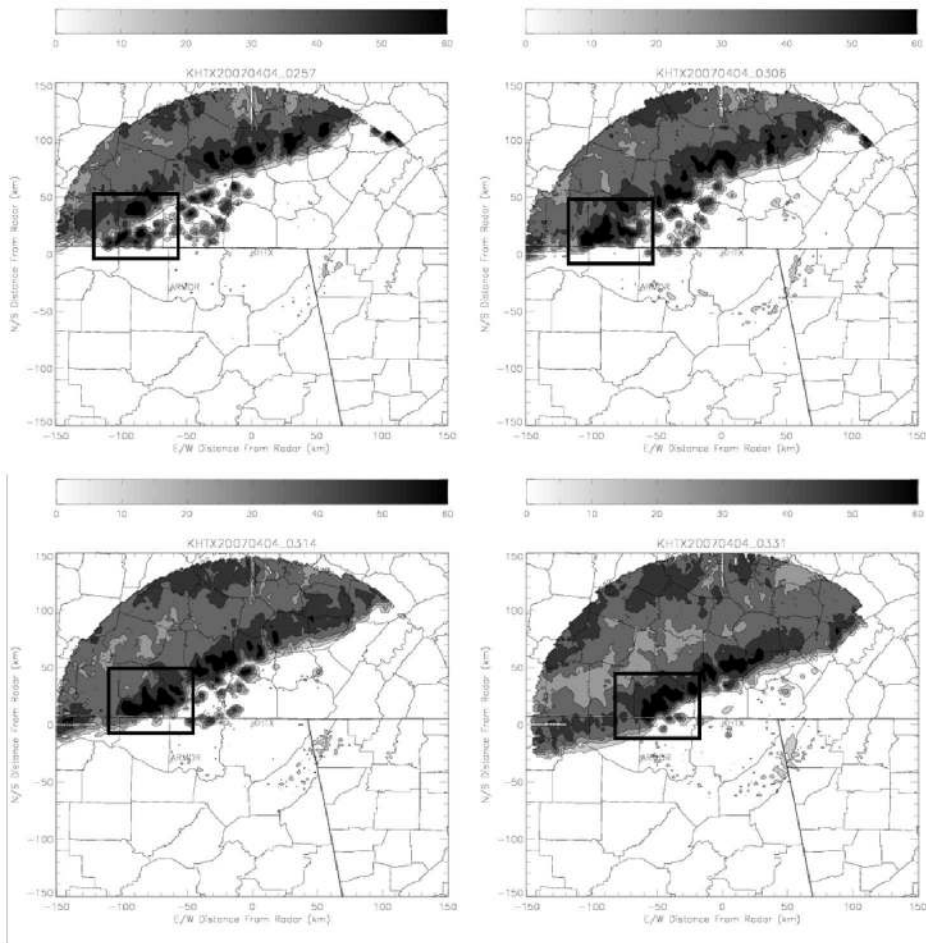 0 10 20 30 40 50 60
KHTX20070404_0257
N/S Distance From Radar (km)
150
100
50
0
-50
-100
-150
KHTX
ARMOR
-150 -100 -50 0 50 100 150
E/W Distance From Radar (km)
0 10 20 30 40 50 60
KHTX20070404_0306
N/S Distance From Radar (km)
150
100
50
0
-50
-100
-150
KHTX
ARMOR
-150 -100 -50 0 50 100 150
E/W Distance From Radar (km)
0 10 20 30 40 50 60
KHTX20070404_0314
N/S Distance From Radar (km)
150
100
50
0
-50
-100
-150
KHTX
ARMOR
-150 -100 -50 0 50 100 150
E/W Distance From Radar (km)
0 10 20 30 40 50 60
KHTX20070404_0331
N/S Distance From Radar (km)
150
100
50
0
-50
-100
-150
KHTX
ARMOR
-150 -100 -50 0 50 100 150
E/W Distance From Radar (km)